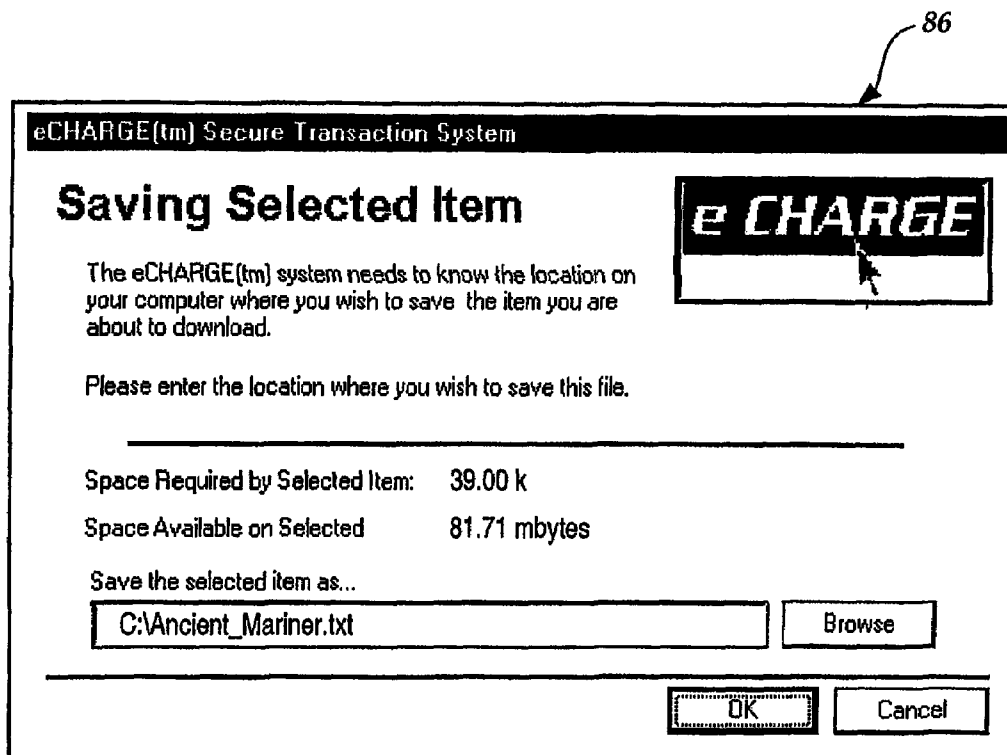 86
eCHARGE(tm) Secure Transaction System
Saving Selected Item
e CHARGE
The eCHARGE(tm) system needs to know the location on
your computer where you wish to save the item you are
about to download.
Please enter the location where you wish to save this file.
Space Required by Selected Item: 39.00 k
Space Available on Selected 81.71 mbytes
Save the selected item as...
C:\Ancient_Mariner.txt Browse
OK Cancel